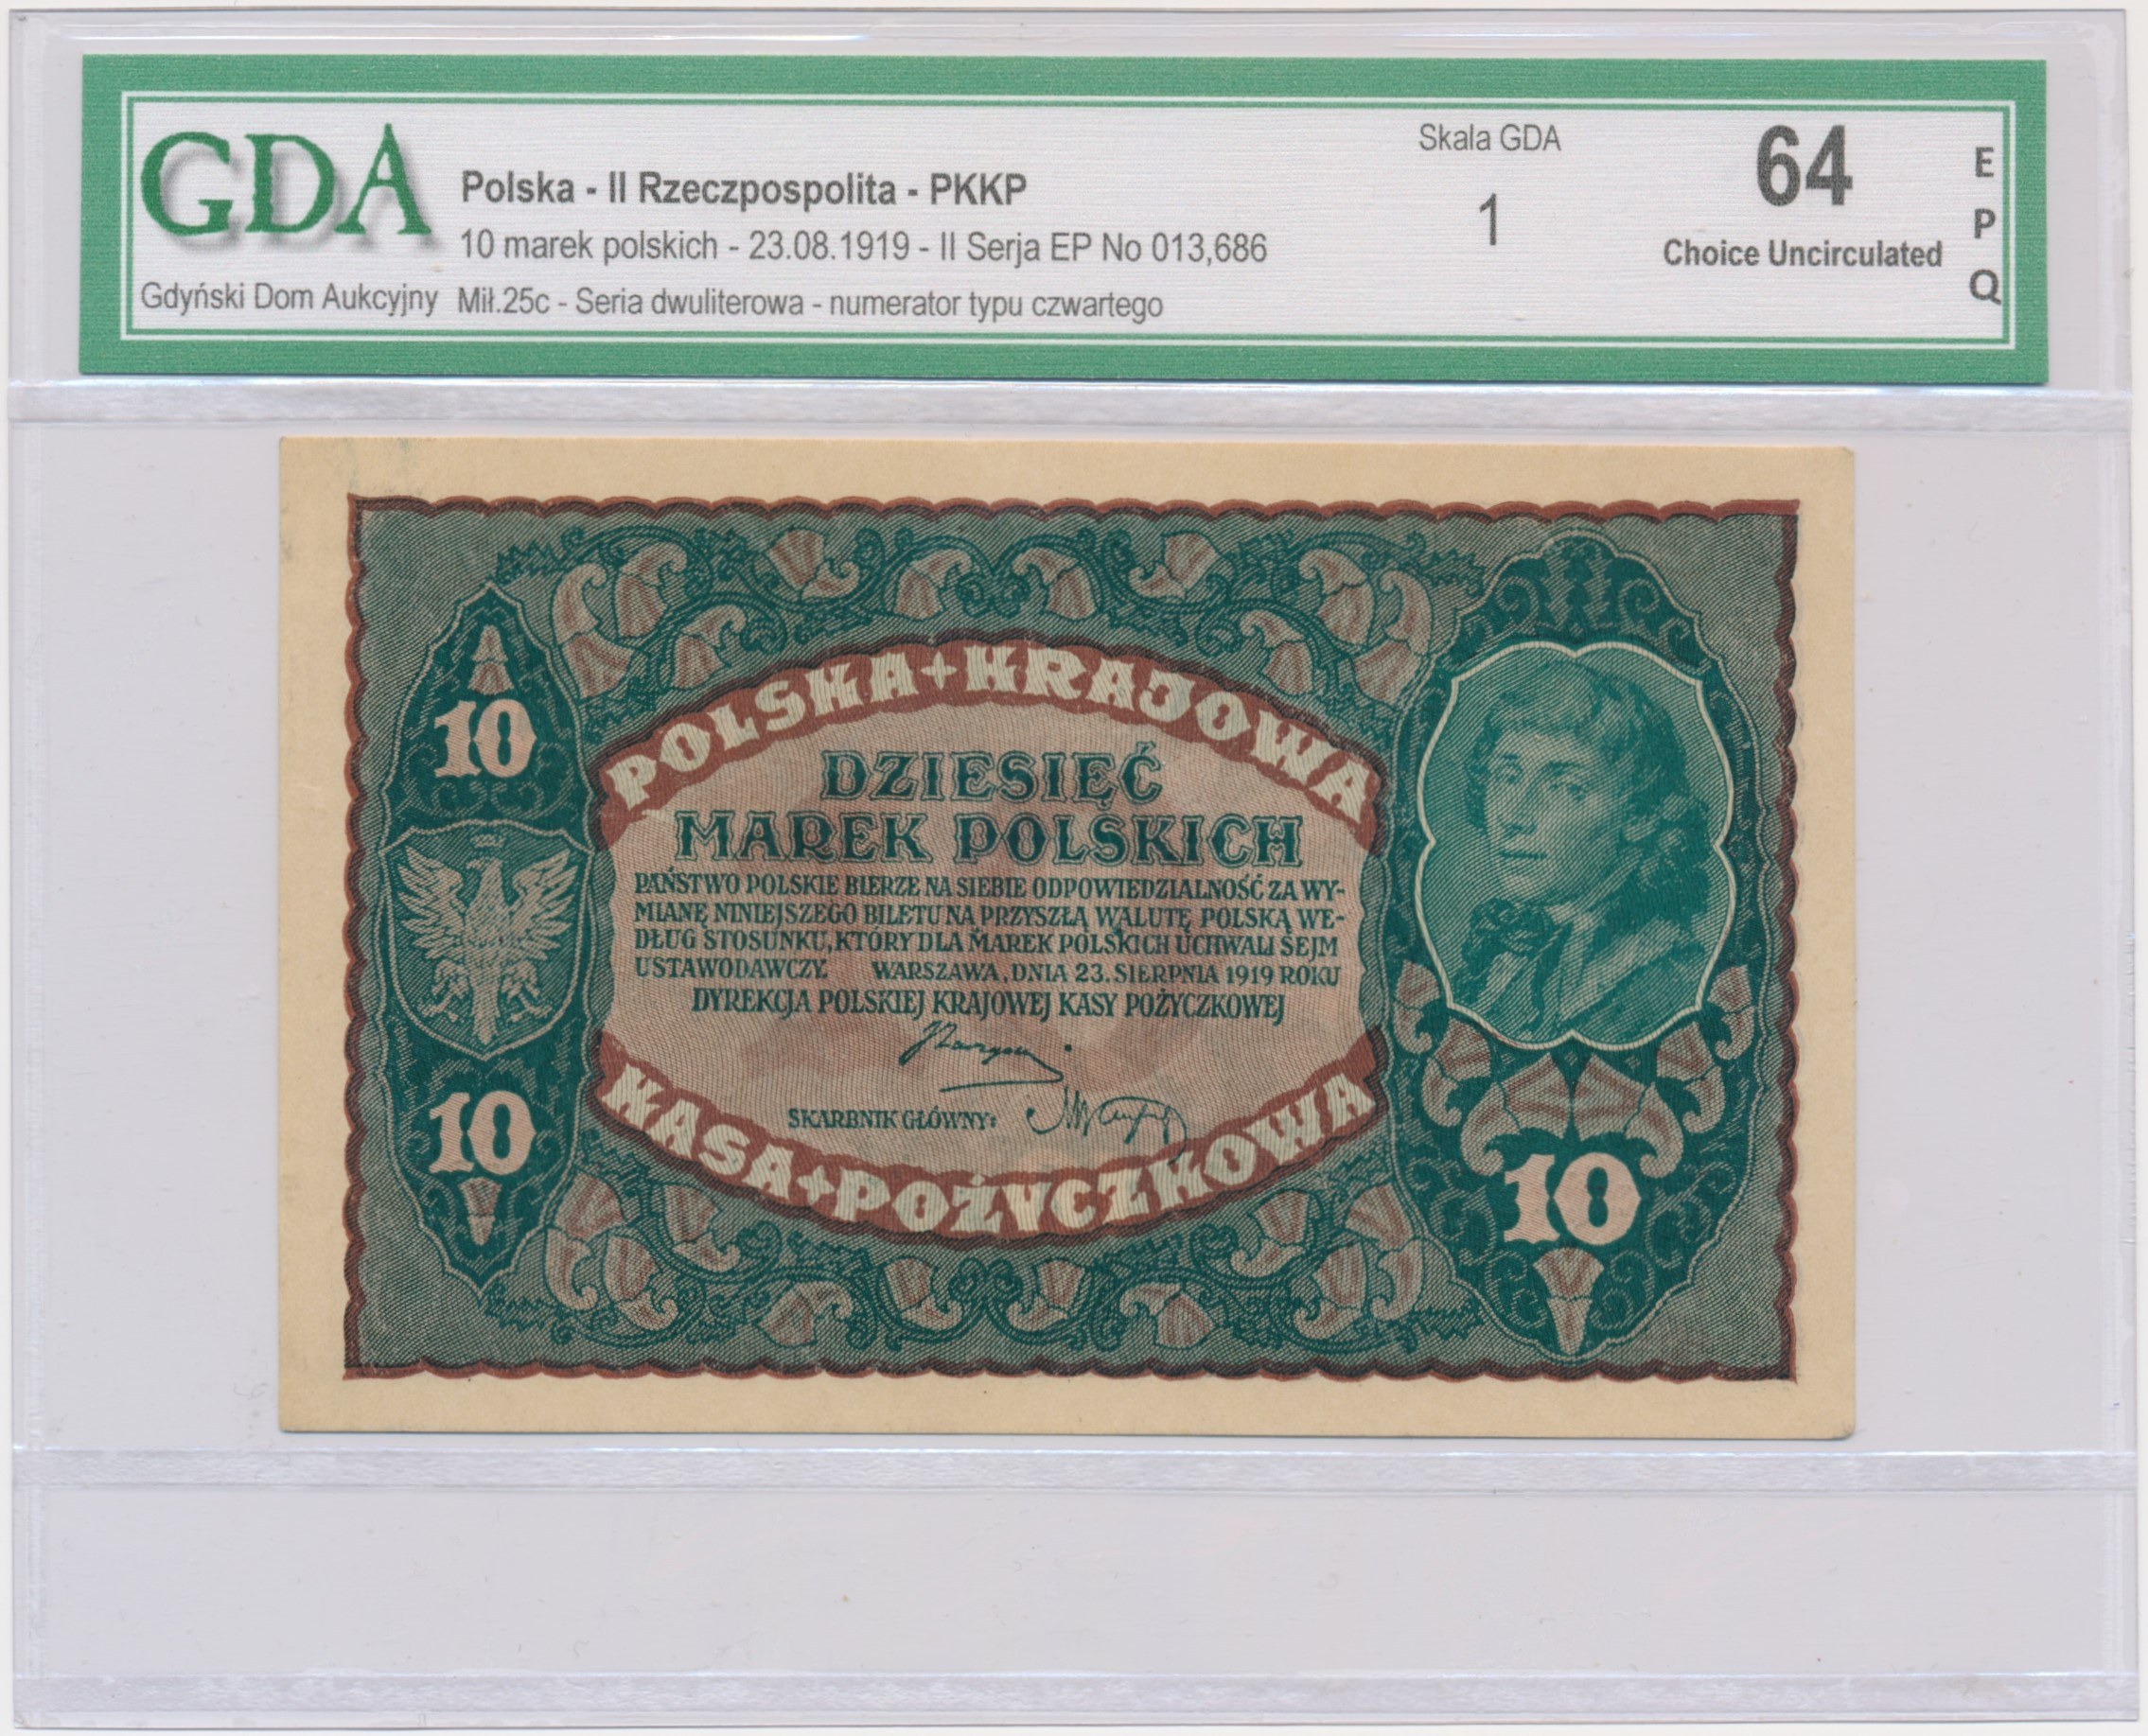 GDA
Gdyński Dom Aukcyjny
Polska - II Rzeczpospolita - PKKP
10 marek polskich - 23.08.1919 - II Serja EP No 013,686
Mił.25c - Seria dwuliterowa - numerator typu czwartego
Skala GDA
1
64
Choice Uncirculated
E
P
Q
POLSKA + KRAJOWA
10
DZIESIĘĆ
MAREK POLSKICH
PAŃSTWO POLSKIE BIERZE NA SIEBIE ODPOWIEDZIALNOŚĆ ZA WY-
MIANĘ NINIEJSZEGO BILETU NA PRZYSZŁĄ WALUTĘ POLSKĄ WE-
DŁUG STOSUNKU, KTÓRY DLA MAREK POLSKICH UCHWALI SEJM
USTAWODAWCZY. WARSZAWA, DNIA 23. SIERPNIA 1919 ROKU
DYREKCJA POLSKIEJ KRAJOWEJ KASY POŻYCZKOWEJ
SKARBNIK GŁÓWNY:
10
KASA + POŻYCZKOWA
10